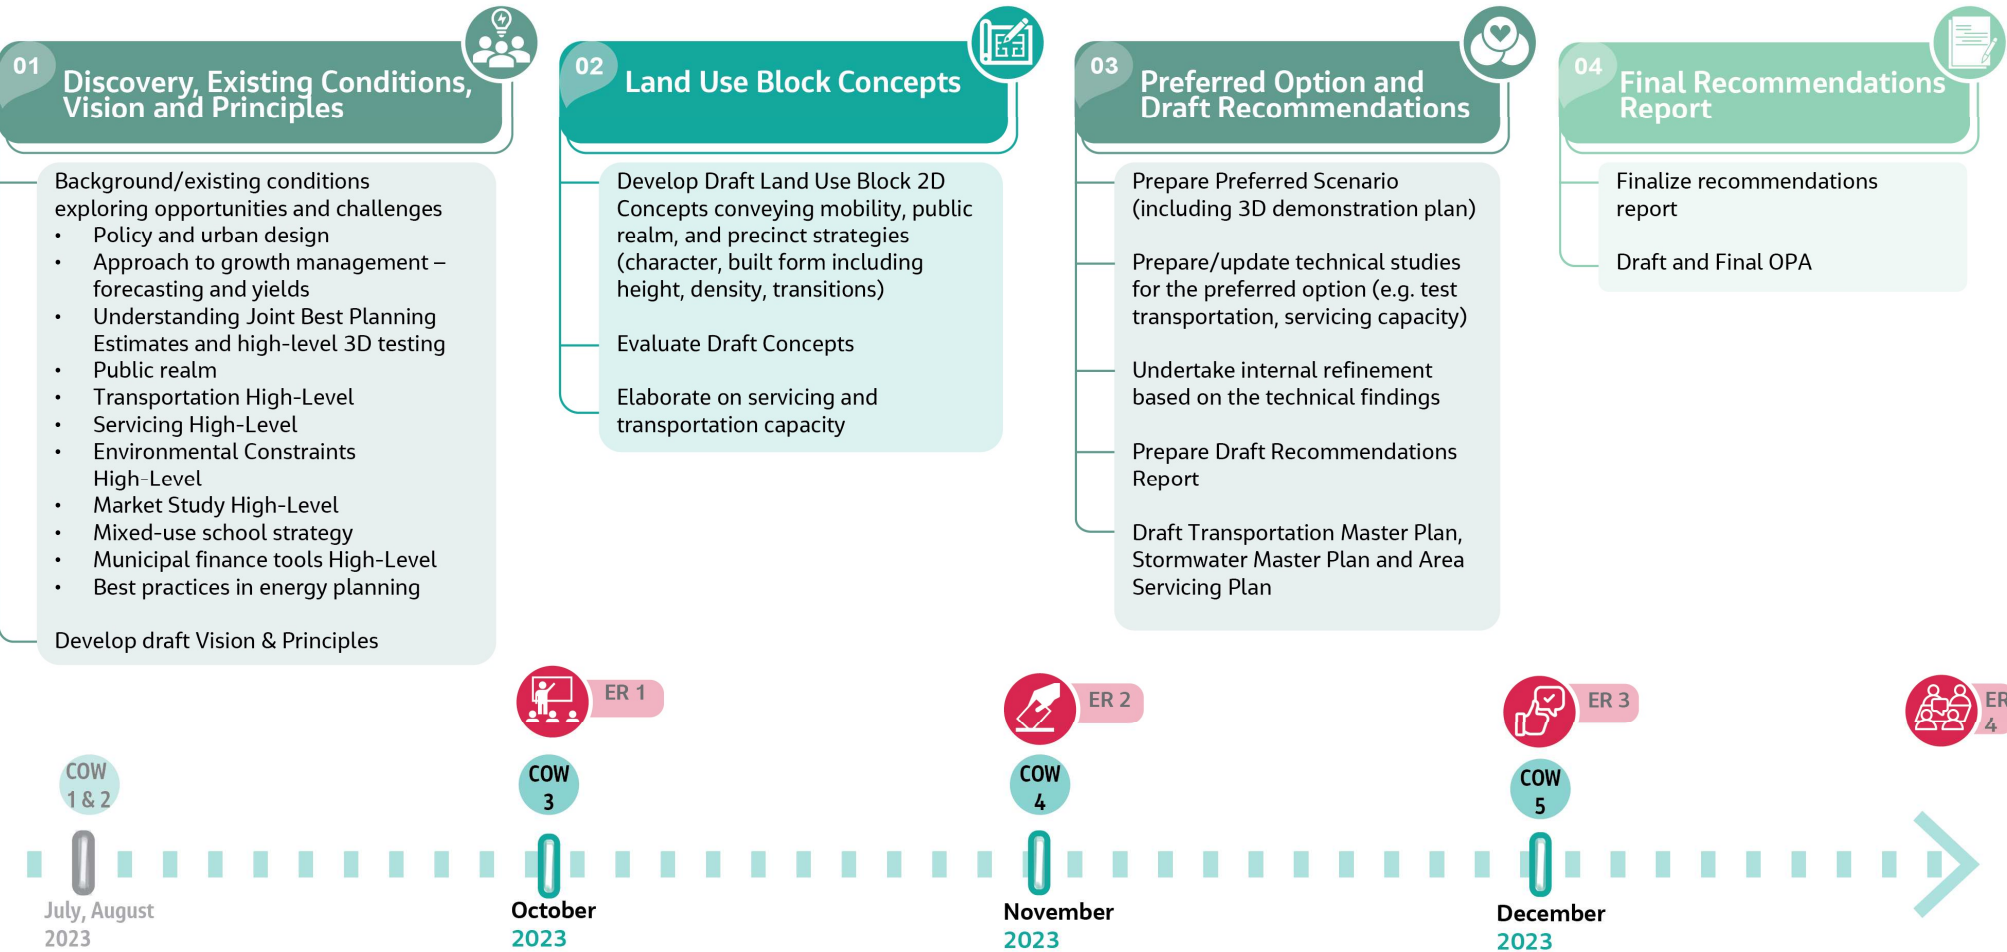 01
Discovery, Existing Conditions,
Vision and Principles
Background/existing conditions
exploring opportunities and challenges
• Policy and urban design
• Approach to growth management –
forecasting and yields
• Understanding Joint Best Planning
Estimates and high-level 3D testing
• Public realm
• Transportation High-Level
• Servicing High-Level
• Environmental Constraints
High-Level
• Market Study High-Level
• Mixed-use school strategy
• Municipal finance tools High-Level
• Best practices in energy planning
Develop draft Vision & Principles
02
Land Use Block Concepts
Develop Draft Land Use Block 2D
Concepts conveying mobility, public
realm, and precinct strategies
(character, built form including
height, density, transitions)
Evaluate Draft Concepts
Elaborate on servicing and
transportation capacity
03
Preferred Option and
Draft Recommendations
Prepare Preferred Scenario
(including 3D demonstration plan)
Prepare/update technical studies
for the preferred option (e.g. test
transportation, servicing capacity)
Undertake internal refinement
based on the technical findings
Prepare Draft Recommendations
Report
Draft Transportation Master Plan,
Stormwater Master Plan and Area
Servicing Plan
04
Final Recommendations
Report
Finalize recommendations
report
Draft and Final OPA
ER 1
ER 2
ER 3
ER
4
COW
1 & 2
COW
3
COW
4
COW
5
July, August
2023
October
2023
November
2023
December
2023